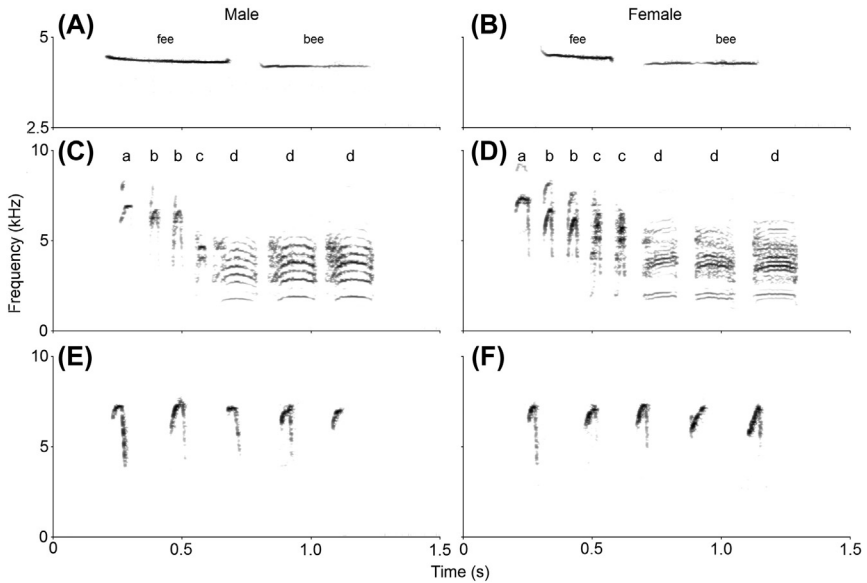 Male Female
(A) fee bee (B) fee bee
5
2.5
(C) a b b c d d d (D) a b b c c d d d
10
5
0
Frequency (kHz)
(E) (F)
10
5
0
0 0.5 1.0 1.5 0 0.5 1.0 1.5
Time (s)